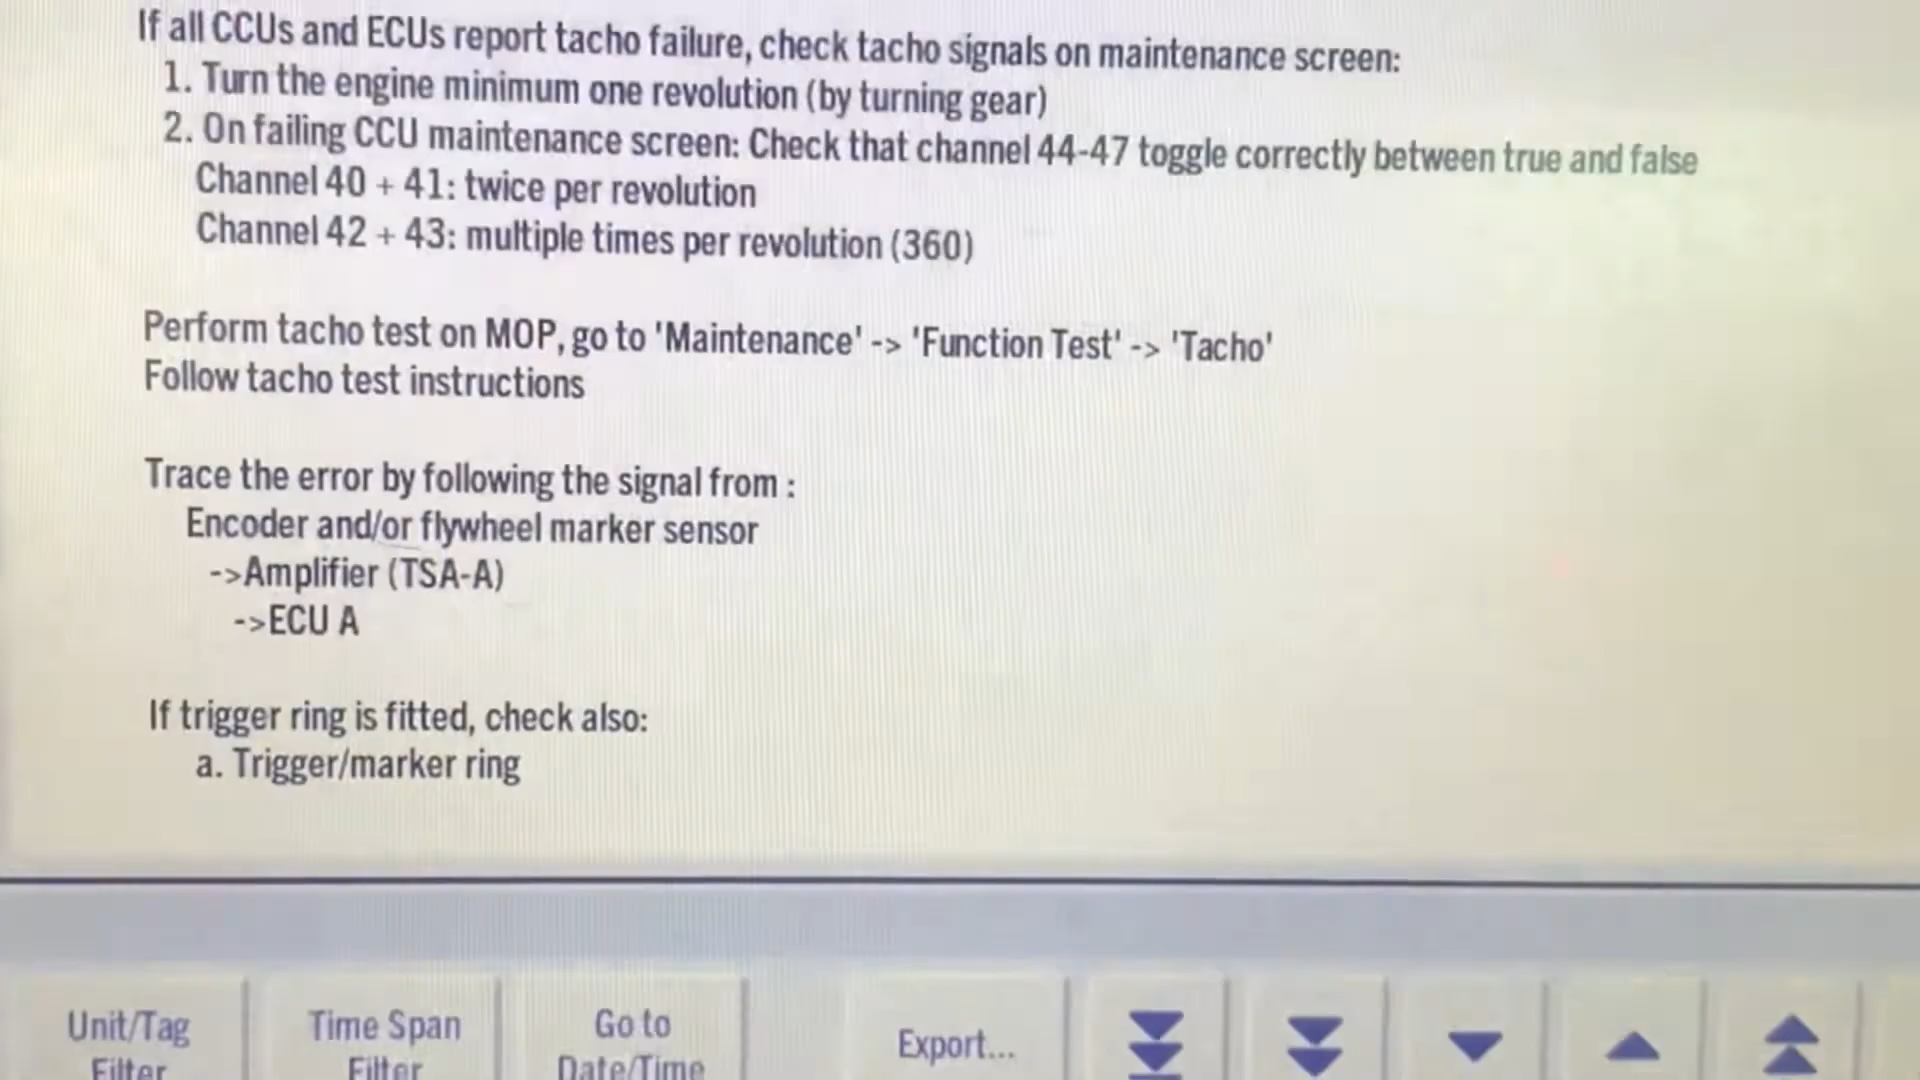 If all CCUs and ECUs report tacho failure, check tacho signals on maintenance screen:
1. Turn the engine minimum one revolution (by turning gear)
2. On failing CCU maintenance screen: Check that channel 44-47 toggle correctly between true and false
Channel 40 + 41: twice per revolution
Channel 42 + 43: multiple times per revolution (360)
Perform tacho test on MOP, go to 'Maintenance' -> 'Function Test' -> 'Tacho'
Follow tacho test instructions
Trace the error by following the signal from :
Encoder and/or flywheel marker sensor
->Amplifier (TSA-A)
->ECU A
If trigger ring is fitted, check also:
a. Trigger/marker ring
Unit/Tag
Filter
Time Span
Filter
Go to
Date/Time
Export...